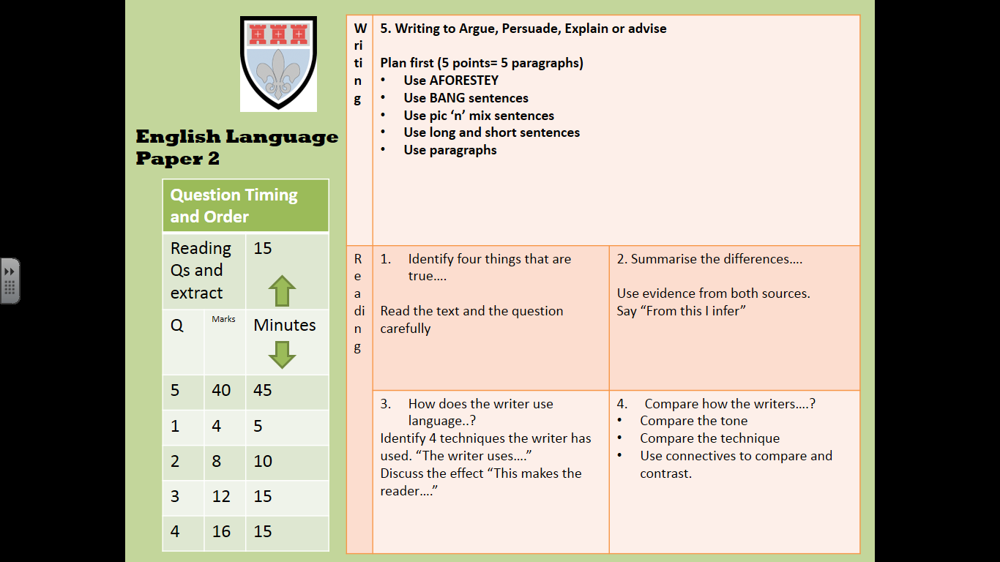 English Language
Paper 2
Question Timing
and Order
Reading
Qs and
extract
15
Q
Marks
Minutes
5 40 45
1 4 5
2 8 10
3 12 15
4 16 15
W
ri
ti
n
g
5. Writing to Argue, Persuade, Explain or advise
Plan first (5 points= 5 paragraphs)
• Use AFORESTEY
• Use BANG sentences
• Use pic ‘n’ mix sentences
• Use long and short sentences
• Use paragraphs
R
e
a
di
n
g
1. Identify four things that are
true….
Read the text and the question
carefully
2. Summarise the differences….
Use evidence from both sources.
Say “From this I infer”
3. How does the writer use
language..?
Identify 4 techniques the writer has
used. “The writer uses….”
Discuss the effect “This makes the
reader….”
4. Compare how the writers….?
• Compare the tone
• Compare the technique
• Use connectives to compare and
contrast.